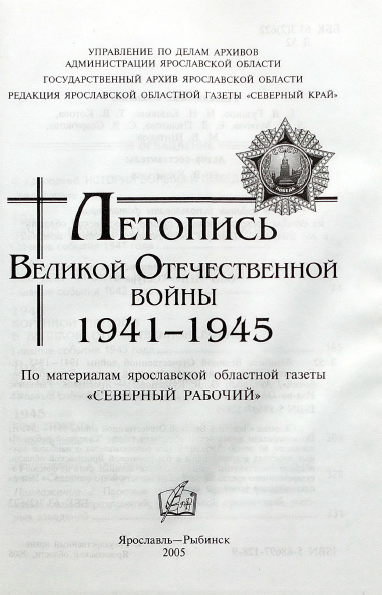 УПРАВЛЕНИЕ ПО ДЕЛАМ АРХИВОВ
АДМИНИСТРАЦИИ ЯРОСЛАВСКОЙ ОБЛАСТИ
ГОСУДАРСТВЕННЫЙ АРХИВ ЯРОСЛАВСКОЙ ОБЛАСТИ
РЕДАКЦИЯ ЯРОСЛАВСКОЙ ОБЛАСТНОЙ ГАЗЕТЫ «СЕВЕРНЫЙ КРАЙ»
ПОБЕДА
ЛЕТОПИСЬ
ВЕЛИКОЙ ОТЕЧЕСТВЕННОЙ
ВОЙНЫ
1941–1945
По материалам ярославской областной газеты
«СЕВЕРНЫЙ РАБОЧИЙ»
Ярославль—Рыбинск
2005